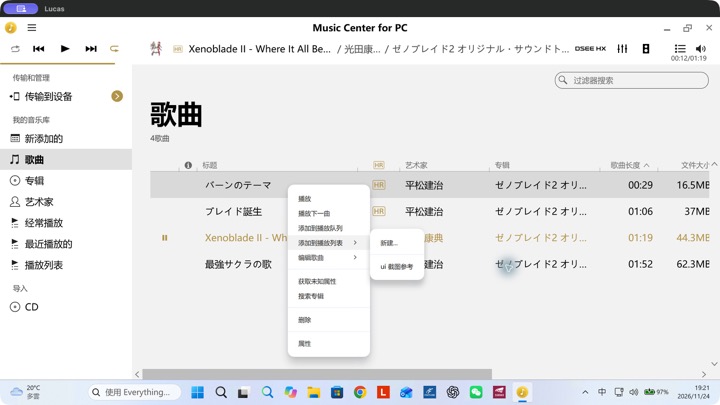 Lucas
Music Center for PC
Xenoblade II - Where It All Be... / 光田康... / ゼノブレイド2 オリジナル・サウンドト...
DSEE HX
00:12/01:19
传输和管理
传输到设备
我的音乐库
新添加的
歌曲
专辑
艺术家
经常播放
最近播放的
播放列表
导入
CD
过滤器搜索
歌曲
4歌曲
标题 HR 艺术家 专辑 歌曲长度 文件大小
バーンのテーマ HR 平松建治 ゼノブレイド2 オリ... 00:29 16.5MB
ブレイド誕生 HR 平松建治 ゼノブレイド2 オリ... 01:06 37MB
Xenoblade II - Wh 康典 ゼノブレイド2 オリ... 01:19 44.3MB
最強サクラの歌 建治 ゼノブレイド2 オリ... 01:52 62.3MB
播放
播放下一曲
添加到播放队列
添加到播放列表
编辑歌曲
获取未知属性
搜索专辑
删除
属性
新建...
ui 截图参考
20°C
多云
使用 Everything...
中
97%
19:21
2026/11/24